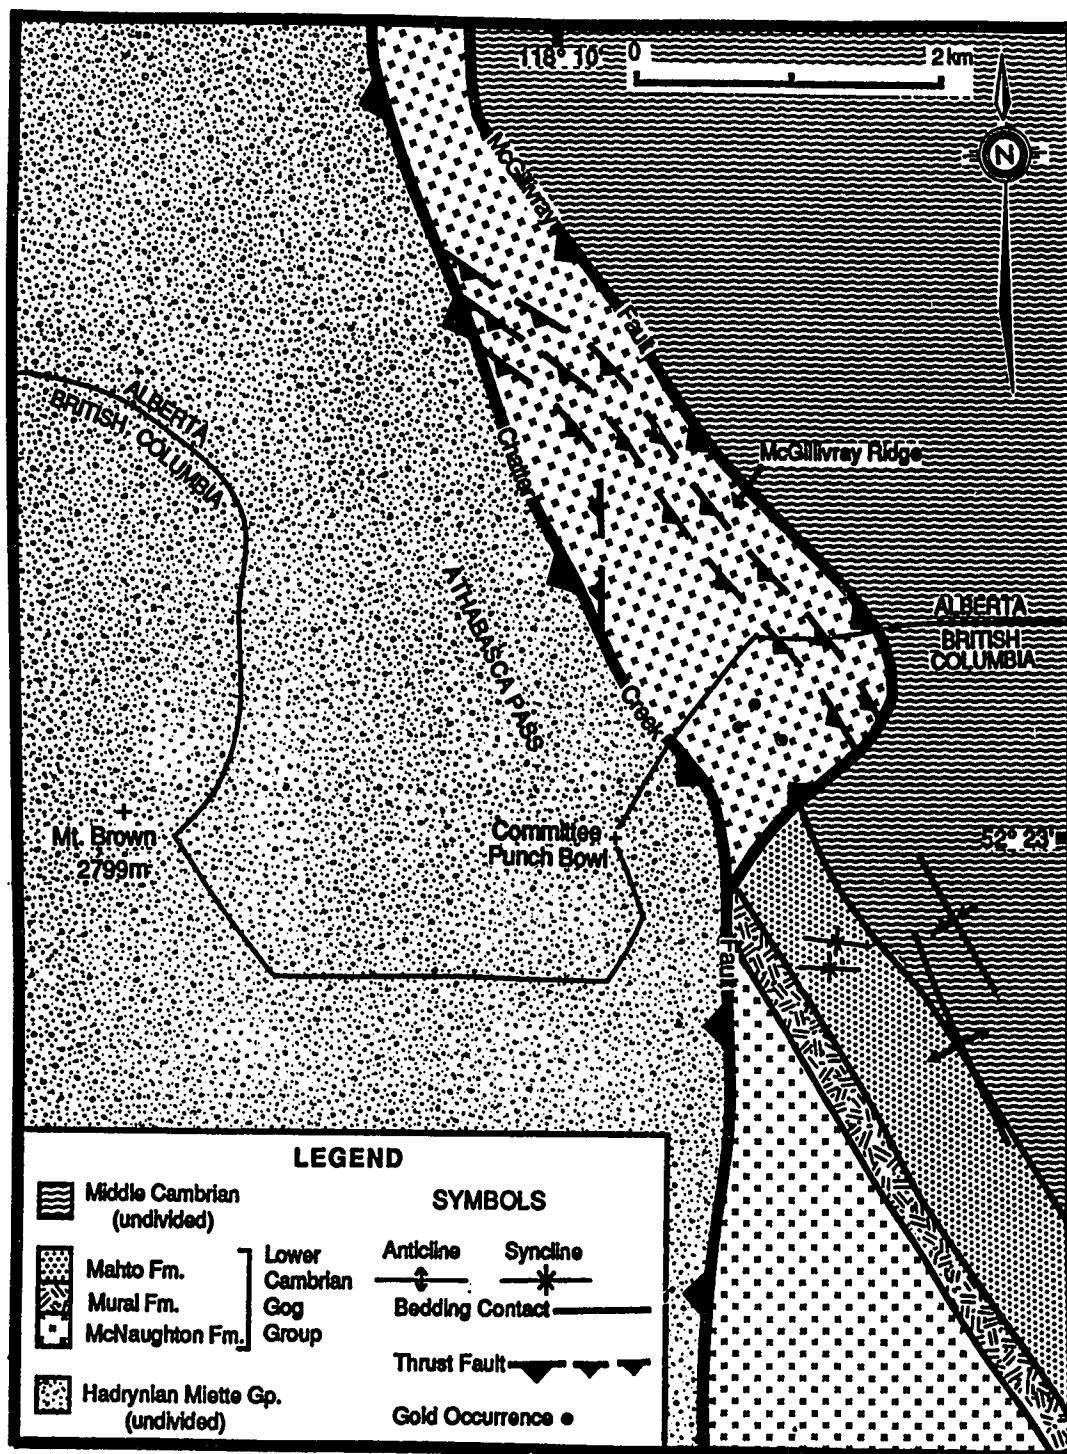 118° 10'
0
2 km
N
McGillivray
Fault
ALBERTA
BRITISH COLUMBIA
McGillivray Ridge
Chatter
Creek
Fault
ATHABASCA PASS
ALBERTA
BRITISH
COLUMBIA
Mt. Brown
2799m
Committee
Punch Bowl
52° 23'
LEGEND
Middle Cambrian
(undivided)
Mahto Fm.
Mural Fm.
McNaughton Fm.
Lower
Cambrian
Gog
Group
Hadrynian Miette Gp.
(undivided)
SYMBOLS
Anticline
Syncline
Bedding Contact
Thrust Fault
Gold Occurrence